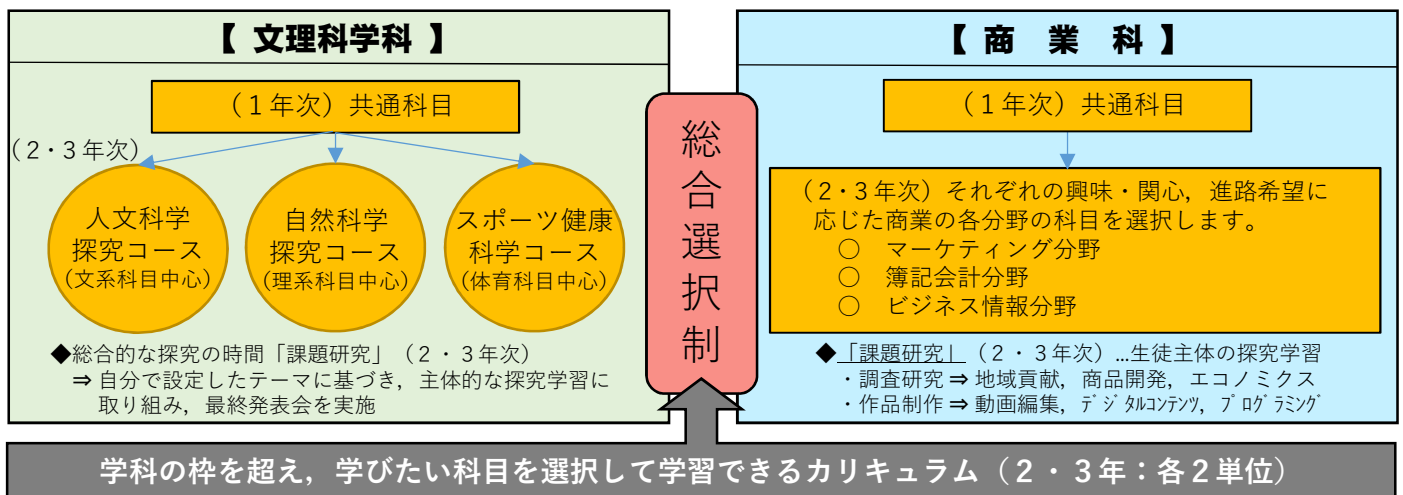 【 文理科学科 】
(1年次)共通科目
(2・3年次)
人文科学
探究コース
(文系科目中心)
自然科学
探究コース
(理系科目中心)
スポーツ健康
科学コース
(体育科目中心)
◆総合的な探究の時間「課題研究」(2・3年次)
⇒ 自分で設定したテーマに基づき,主体的な探究学習に
取り組み,最終発表会を実施
総合選択制
【 商 業 科 】
(1年次)共通科目
(2・3年次)それぞれの興味・関心,進路希望に
応じた商業の各分野の科目を選択します。
○ マーケティング分野
○ 簿記会計分野
○ ビジネス情報分野
◆「課題研究」(2・3年次)…生徒主体の探究学習
・調査研究 ⇒ 地域貢献,商品開発,エコノミクス
・作品制作 ⇒ 動画編集,デジタルコンテンツ,プログラミング
学科の枠を超え,学びたい科目を選択して学習できるカリキュラム(2・3年:各2単位)